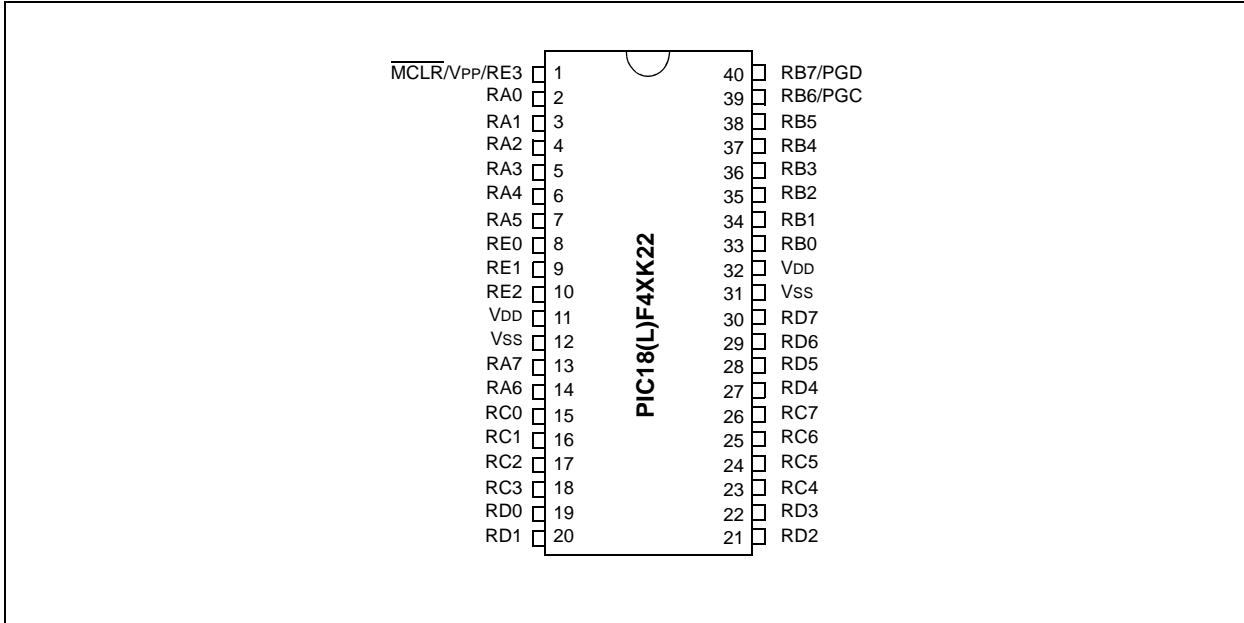 MCLR/VPP/RE3 1 40 RB7/PGD
RA0 2 39 RB6/PGC
RA1 3 38 RB5
RA2 4 37 RB4
RA3 5 36 RB3
RA4 6 35 RB2
RA5 7 34 RB1
RE0 8 33 RB0
RE1 9 32 VDD
RE2 10 31 VSS
VDD 11 30 RD7
VSS 12 29 RD6
RA7 13 28 RD5
RA6 14 27 RD4
RC0 15 26 RC7
RC1 16 25 RC6
RC2 17 24 RC5
RC3 18 23 RC4
RD0 19 22 RD3
RD1 20 21 RD2
PIC18(L)F4XK22